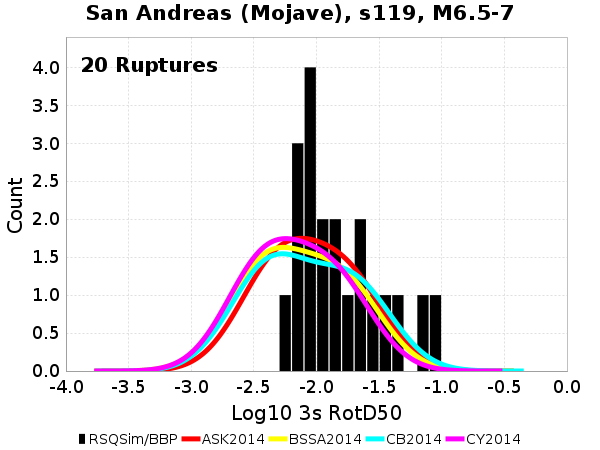 San Andreas (Mojave), s119, M6.5-7
20 Ruptures
Count
4.0
3.5
3.0
2.5
2.0
1.5
1.0
0.5
0.0
-4.0 -3.5 -3.0 -2.5 -2.0 -1.5 -1.0 -0.5 0.0
Log10 3s RotD50
RSQSim/BBP ASK2014 BSSA2014 CB2014 CY2014